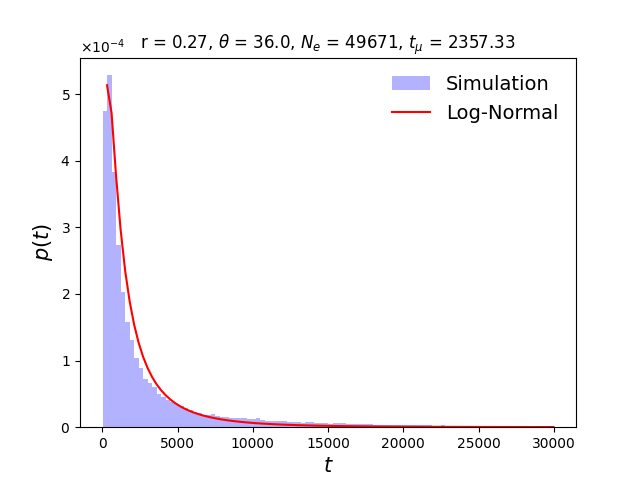 ×10⁻⁴ r = 0.27, θ = 36.0, Nₑ = 49671, t_μ = 2357.33
Simulation
Log-Normal
5
4
3
2
1
0
p(t)
0 5000 10000 15000 20000 25000 30000
t